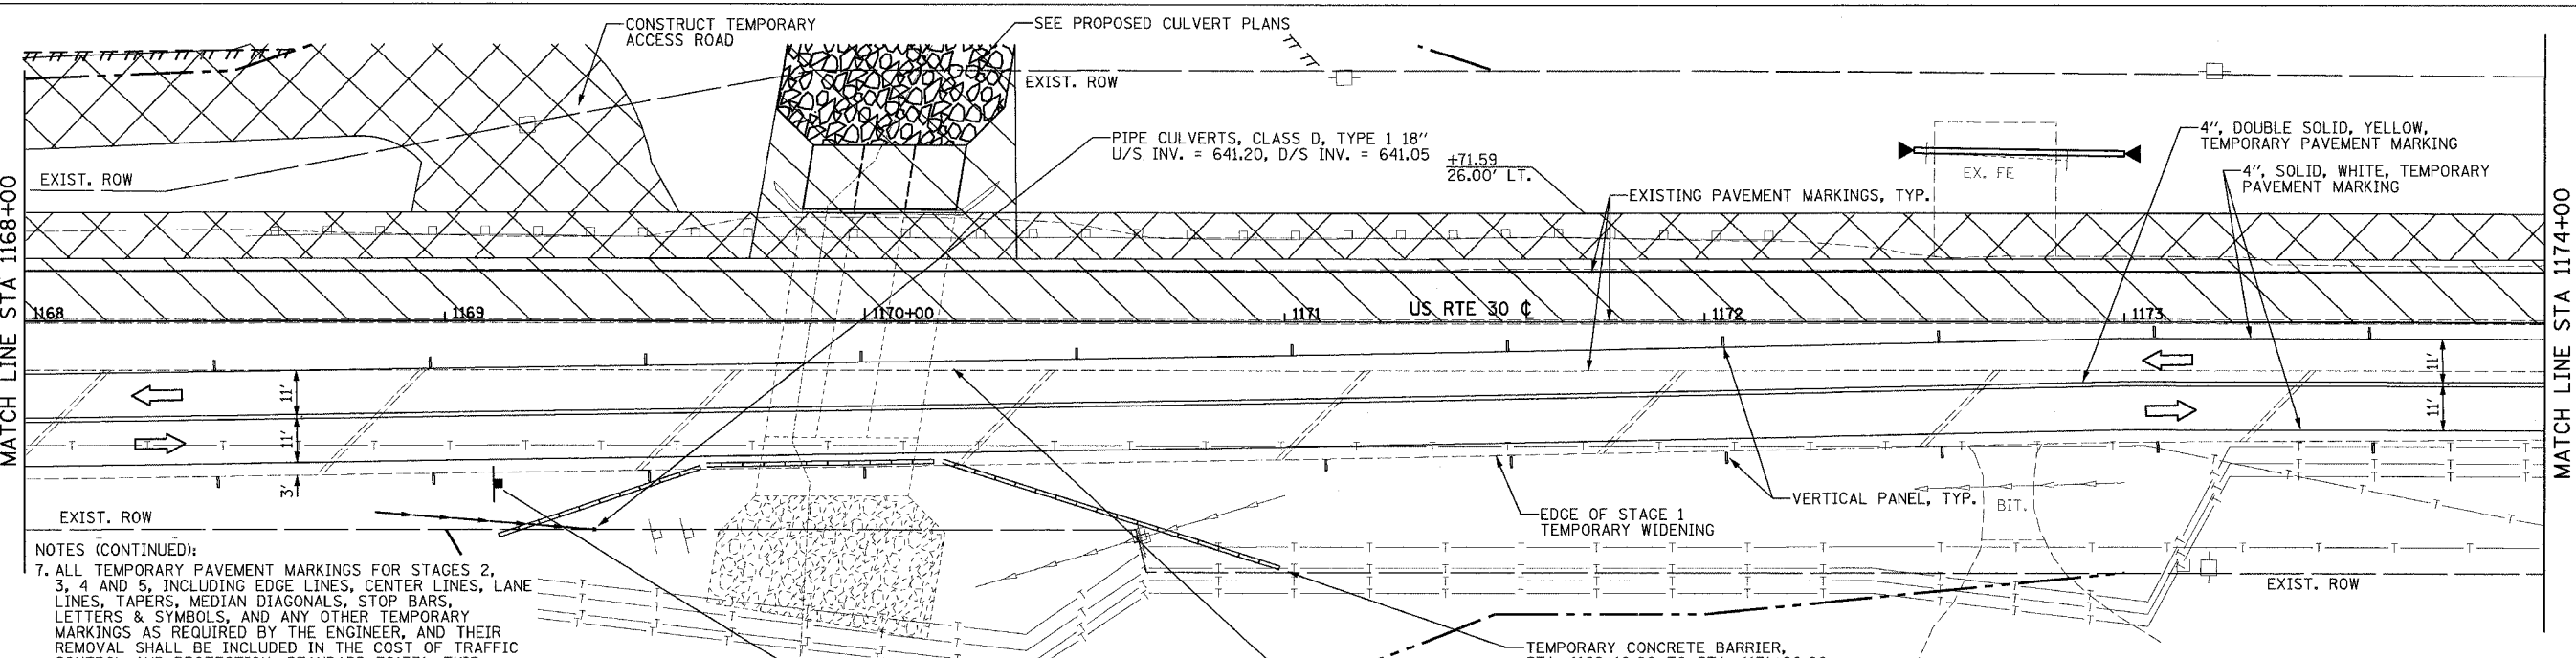 CONSTRUCT TEMPORARY
ACCESS ROAD
SEE PROPOSED CULVERT PLANS
EXIST. ROW
PIPE CULVERTS, CLASS D, TYPE 1 18"
U/S INV. = 641.20, D/S INV. = 641.05
+71.59
26.00' LT.
4", DOUBLE SOLID, YELLOW,
TEMPORARY PAVEMENT MARKING
4", SOLID, WHITE, TEMPORARY
PAVEMENT MARKING
EX. FE
EXISTING PAVEMENT MARKINGS, TYP.
EXIST. ROW
MATCH LINE STA 1168+00
MATCH LINE STA 1174+00
1168
1169
1170+00
1171
US RTE 30 ℄
1172
1173
11'
11'
3'
11'
11'
T T T T T T T T T T T T T T T T T T
VERTICAL PANEL, TYP.
BIT.
EDGE OF STAGE 1
TEMPORARY WIDENING
EXIST. ROW
EXIST. ROW
NOTES (CONTINUED):
7. ALL TEMPORARY PAVEMENT MARKINGS FOR STAGES 2,
3, 4 AND 5, INCLUDING EDGE LINES, CENTER LINES, LANE
LINES, TAPERS, MEDIAN DIAGONALS, STOP BARS,
LETTERS & SYMBOLS, AND ANY OTHER TEMPORARY
MARKINGS AS REQUIRED BY THE ENGINEER, AND THEIR
REMOVAL SHALL BE INCLUDED IN THE COST OF TRAFFIC
TEMPORARY CONCRETE BARRIER,